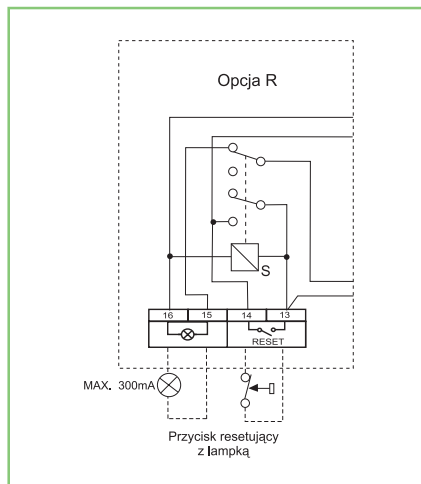 Opcja R
S
16 15 14 13
RESET
MAX. 300mA
Przycisk resetujący
z lampką